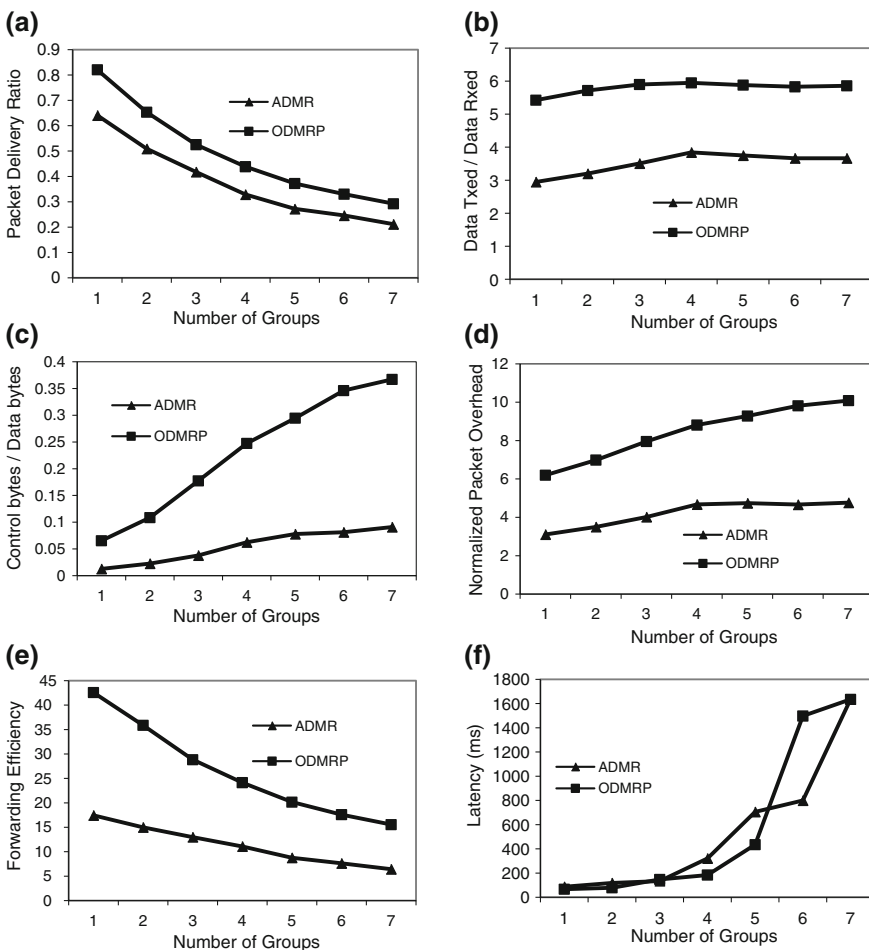 (a)
Packet Delivery Ratio
0.9
0.8
0.7
0.6
0.5
0.4
0.3
0.2
0.1
0
ADMR
ODMRP
1 2 3 4 5 6 7
Number of Groups
(b)
Data Txed / Data Rxed
7
6
5
4
3
2
1
0
ADMR
ODMRP
1 2 3 4 5 6 7
Number of Groups
(c)
Control bytes / Data bytes
0.4
0.35
0.3
0.25
0.2
0.15
0.1
0.05
0
ADMR
ODMRP
1 2 3 4 5 6 7
Number of Groups
(d)
Normalized Packet Overhead
12
10
8
6
4
2
0
ADMR
ODMRP
1 2 3 4 5 6 7
Number of Groups
(e)
Forwarding Efficiency
45
40
35
30
25
20
15
10
5
0
ADMR
ODMRP
1 2 3 4 5 6 7
Number of Groups
(f)
Latency (ms)
1800
1600
1400
1200
1000
800
600
400
200
0
ADMR
ODMRP
1 2 3 4 5 6 7
Number of Groups